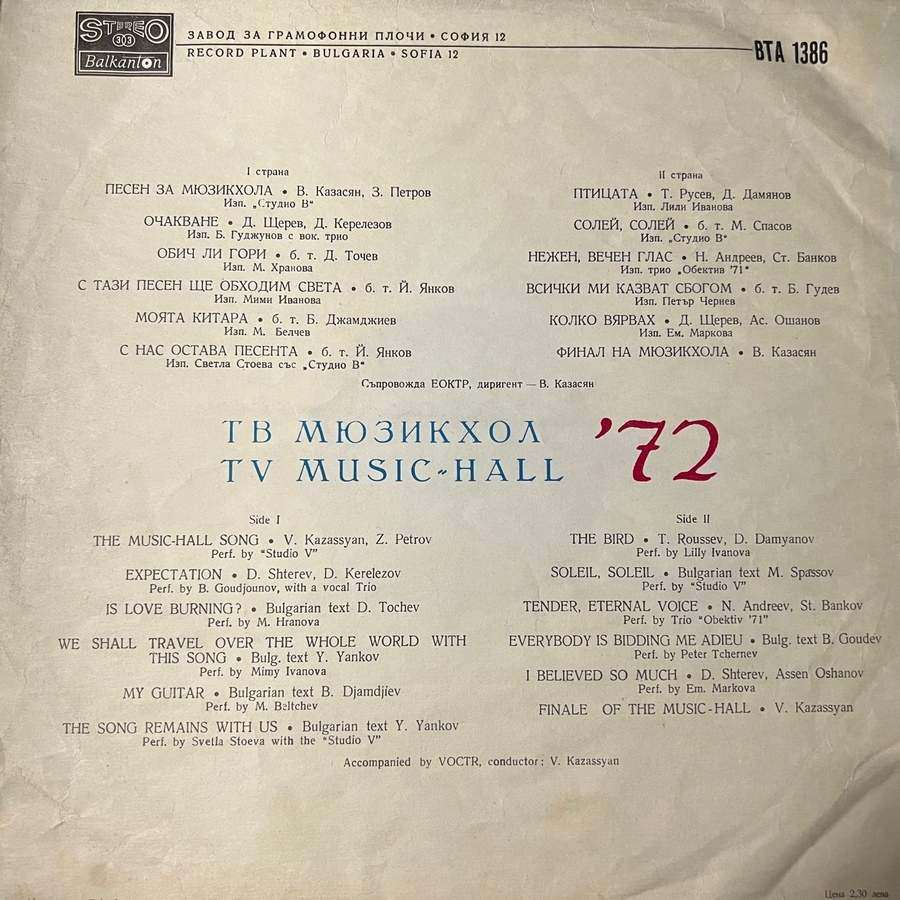 STEREO
33
Balkanton
ЗАВОД ЗА ГРАМОФОННИ ПЛОЧИ • СОФИЯ 12
RECORD PLANT • BULGARIA • SOFIA 12
ВТА 1386
I страна
ПЕСЕН ЗА МЮЗИКХОЛА • В. Казасян, З. Петров
Изп. „Студио В“
ОЧАКВАНЕ • Д. Щерев, Д. Керелезов
Изп. Б. Гуджунов с вок. трио
ОБИЧ ЛИ ГОРИ • б. т. Д. Точев
Изп. М. Хранова
С ТАЗИ ПЕСЕН ЩЕ ОБХОДИМ СВЕТА • б. т. Й. Янков
Изп. Мими Иванова
МОЯТА КИТАРА • б. т. Б. Джамджиев
Изп. М. Белчев
С НАС ОСТАВА ПЕСЕНТА • б. т. Й. Янков
Изп. Светла Стоева със „Студио В“
II страна
ПТИЦАТА • Т. Русев, Д. Дамянов
Изп. Лили Иванова
СОЛЕЙ, СОЛЕЙ • б. т. М. Спасов
Изп. „Студио В“
НЕЖЕН, ВЕЧЕН ГЛАС • Н. Андреев, Ст. Банков
Изп. трио „Обектив '71“
ВСИЧКИ МИ КАЗВАТ СБОГОМ • б. т. Б. Гудев
Изп. Петър Чернев
КОЛКО ВЯРВАХ • Д. Щерев, Ас. Ошанов
Изп. Ем. Маркова
ФИНАЛ НА МЮЗИКХОЛА • В. Казасян
Съпровожда ЕОКТР, диригент — В. Казасян
ТВ МЮЗИКХОЛ
TV MUSIC-HALL
'72
Side I
THE MUSIC-HALL SONG • V. Kazassyan, Z. Petrov
Perf. by “Studio V”
EXPECTATION • D. Shterev, D. Kerelezov
Perf. by B. Goudjounov, with a vocal Trio
IS LOVE BURNING? • Bulgarian text D. Tochev
Perf. by M. Hranova
WE SHALL TRAVEL OVER THE WHOLE WORLD WITH
THIS SONG • Bulg. text Y. Yankov
Perf. by Mimy Ivanova
MY GUITAR • Bulgarian text B. Djamdjiev
Perf. by M. Beltchev
THE SONG REMAINS WITH US • Bulgarian text Y. Yankov
Perf. by Svetla Stoeva with the “Studio V”
Side II
THE BIRD • T. Roussev, D. Damyanov
Perf. by Lilly Ivanova
SOLEIL, SOLEIL • Bulgarian text M. Spassov
Perf. by “Studio V”
TENDER, ETERNAL VOICE • N. Andreev, St. Bankov
Perf. by Trio “Obektiv '71”
EVERYBODY IS BIDDING ME ADIEU • Bulg. text B. Goudev
Perf. by Peter Tchernev
I BELIEVED SO MUCH • D. Shterev, Assen Oshanov
Perf. by Em. Markova
FINALE OF THE MUSIC-HALL • V. Kazassyan
Accompanied by VOCTR, conductor: V. Kazassyan
Цена 2,30 лева